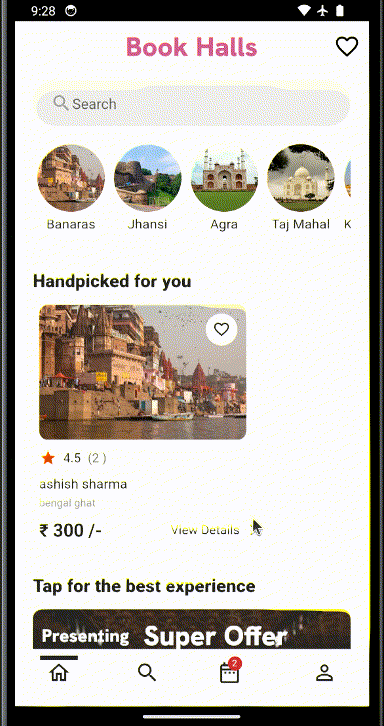 9:28
Book Halls
Search
Banaras
Jhansi
Agra
Taj Mahal
K
Handpicked for you
4.5 (2 )
ashish sharma
bengal ghat
₹ 300 /-
View Details
Tap for the best experience
Presenting Super Offer
2